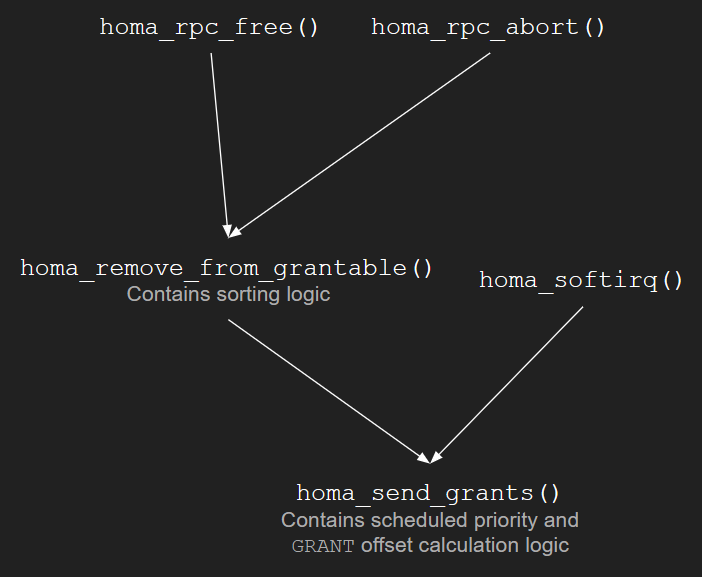 homa_rpc_free()
homa_rpc_abort()
homa_remove_from_grantable()
Contains sorting logic
homa_softirq()
homa_send_grants()
Contains scheduled priority and
GRANT offset calculation logic